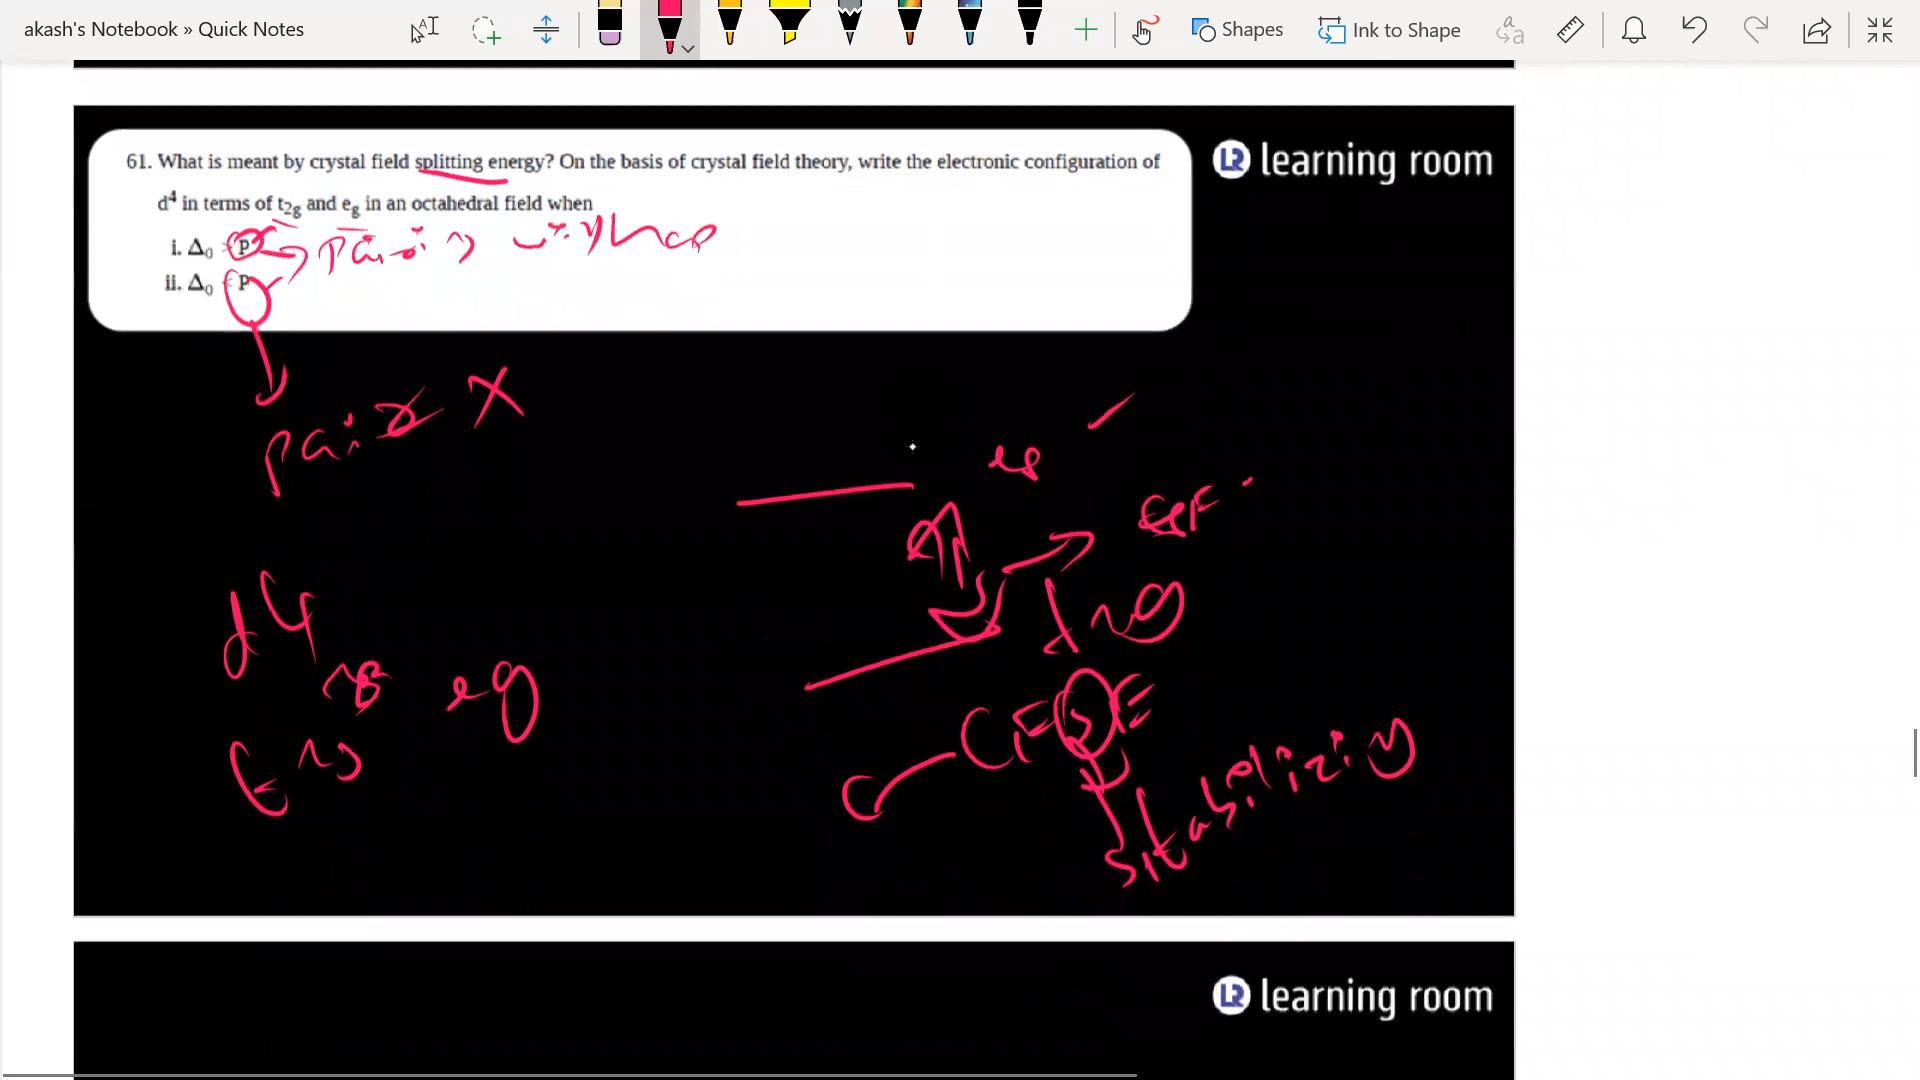 akash's Notebook » Quick Notes
Shapes
Ink to Shape
learning room
61. What is meant by crystal field splitting energy? On the basis of crystal field theory, write the electronic configuration of
d⁴ in terms of t₂g and eg in an octahedral field when
i. Δ₀ > P
ii. Δ₀ < P
pair X
eg
d4
eg
CFSE
stabilizing
learning room